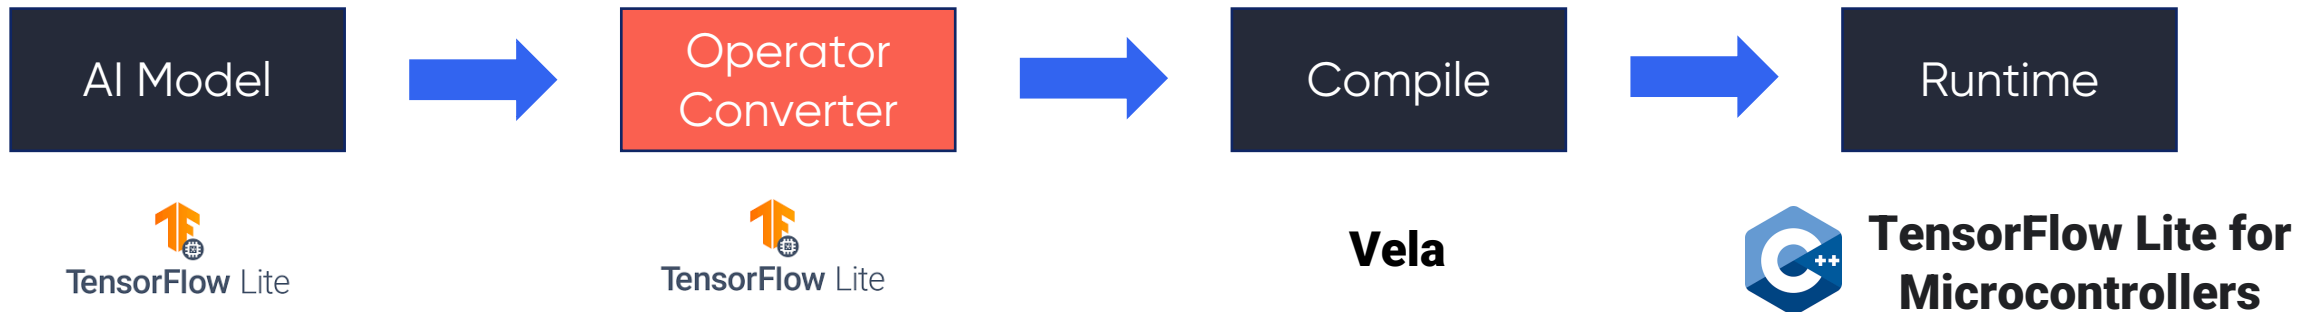 AI Model
Operator
Converter
Compile
Runtime
TensorFlow Lite
TensorFlow Lite
Vela
C++
TensorFlow Lite for
Microcontrollers